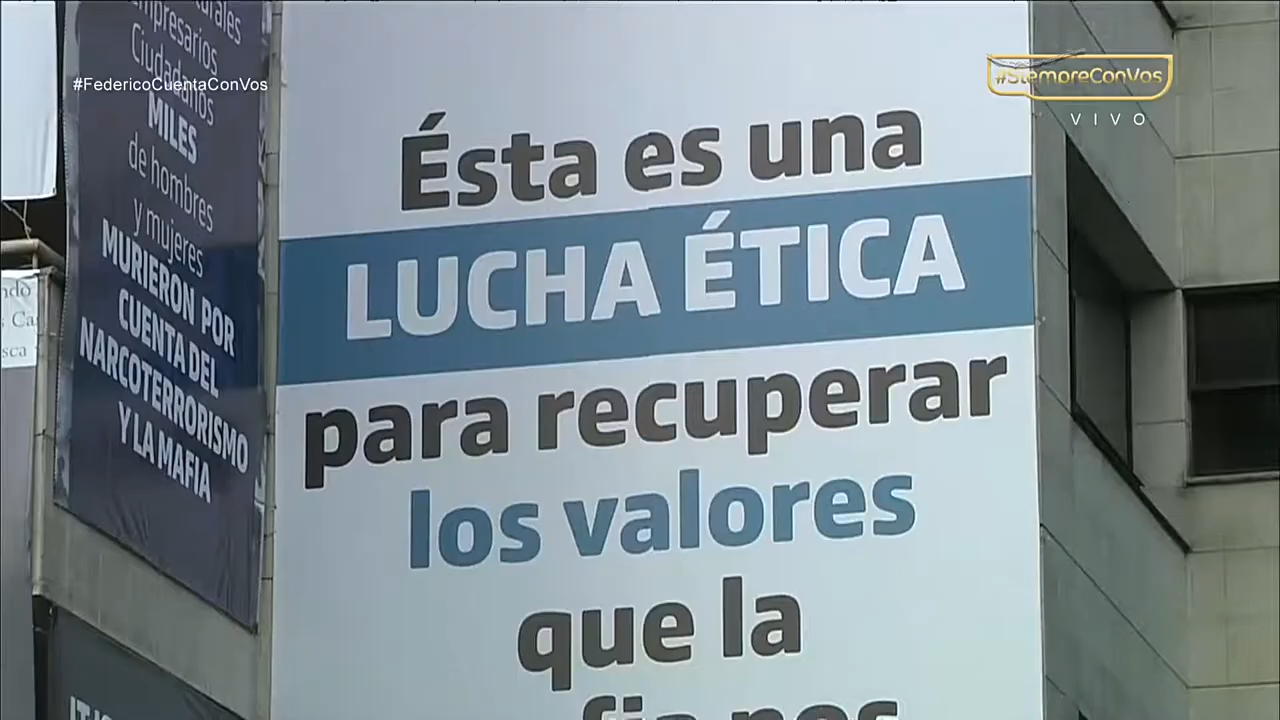 empresarios
Ciudadanos
MILES
de hombres
y mujeres
MURIERON POR
CUENTA DEL
NARCOTERRORISMO
Y LA MAFIA
#FedericoCuentaConVos
Ésta es una
LUCHA ÉTICA
para recuperar
los valores
que la
nos
#SiempreConVos
VIVO